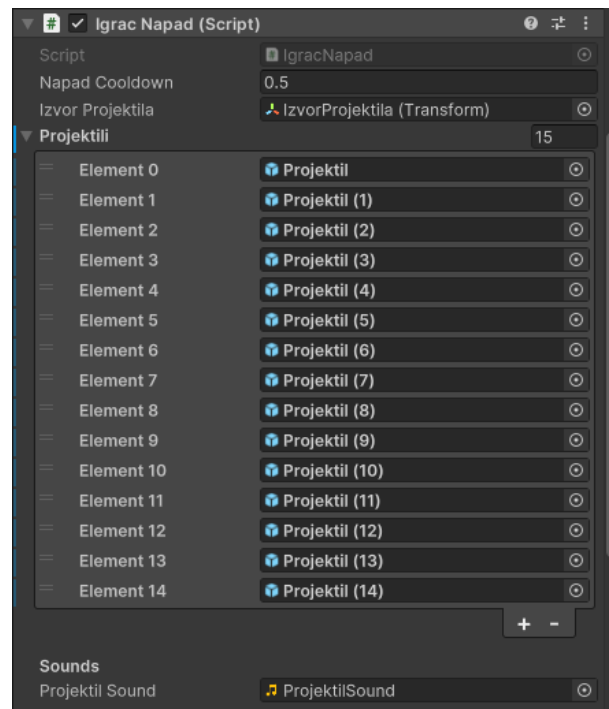 Igrac Napad (Script)
Script IgracNapad
Napad Cooldown 0.5
Izvor Projektila IzvorProjektila (Transform)
Projektili 15
Element 0 Projektil
Element 1 Projektil (1)
Element 2 Projektil (2)
Element 3 Projektil (3)
Element 4 Projektil (4)
Element 5 Projektil (5)
Element 6 Projektil (6)
Element 7 Projektil (7)
Element 8 Projektil (8)
Element 9 Projektil (9)
Element 10 Projektil (10)
Element 11 Projektil (11)
Element 12 Projektil (12)
Element 13 Projektil (13)
Element 14 Projektil (14)
+ -
Sounds
Projektil Sound ProjektilSound